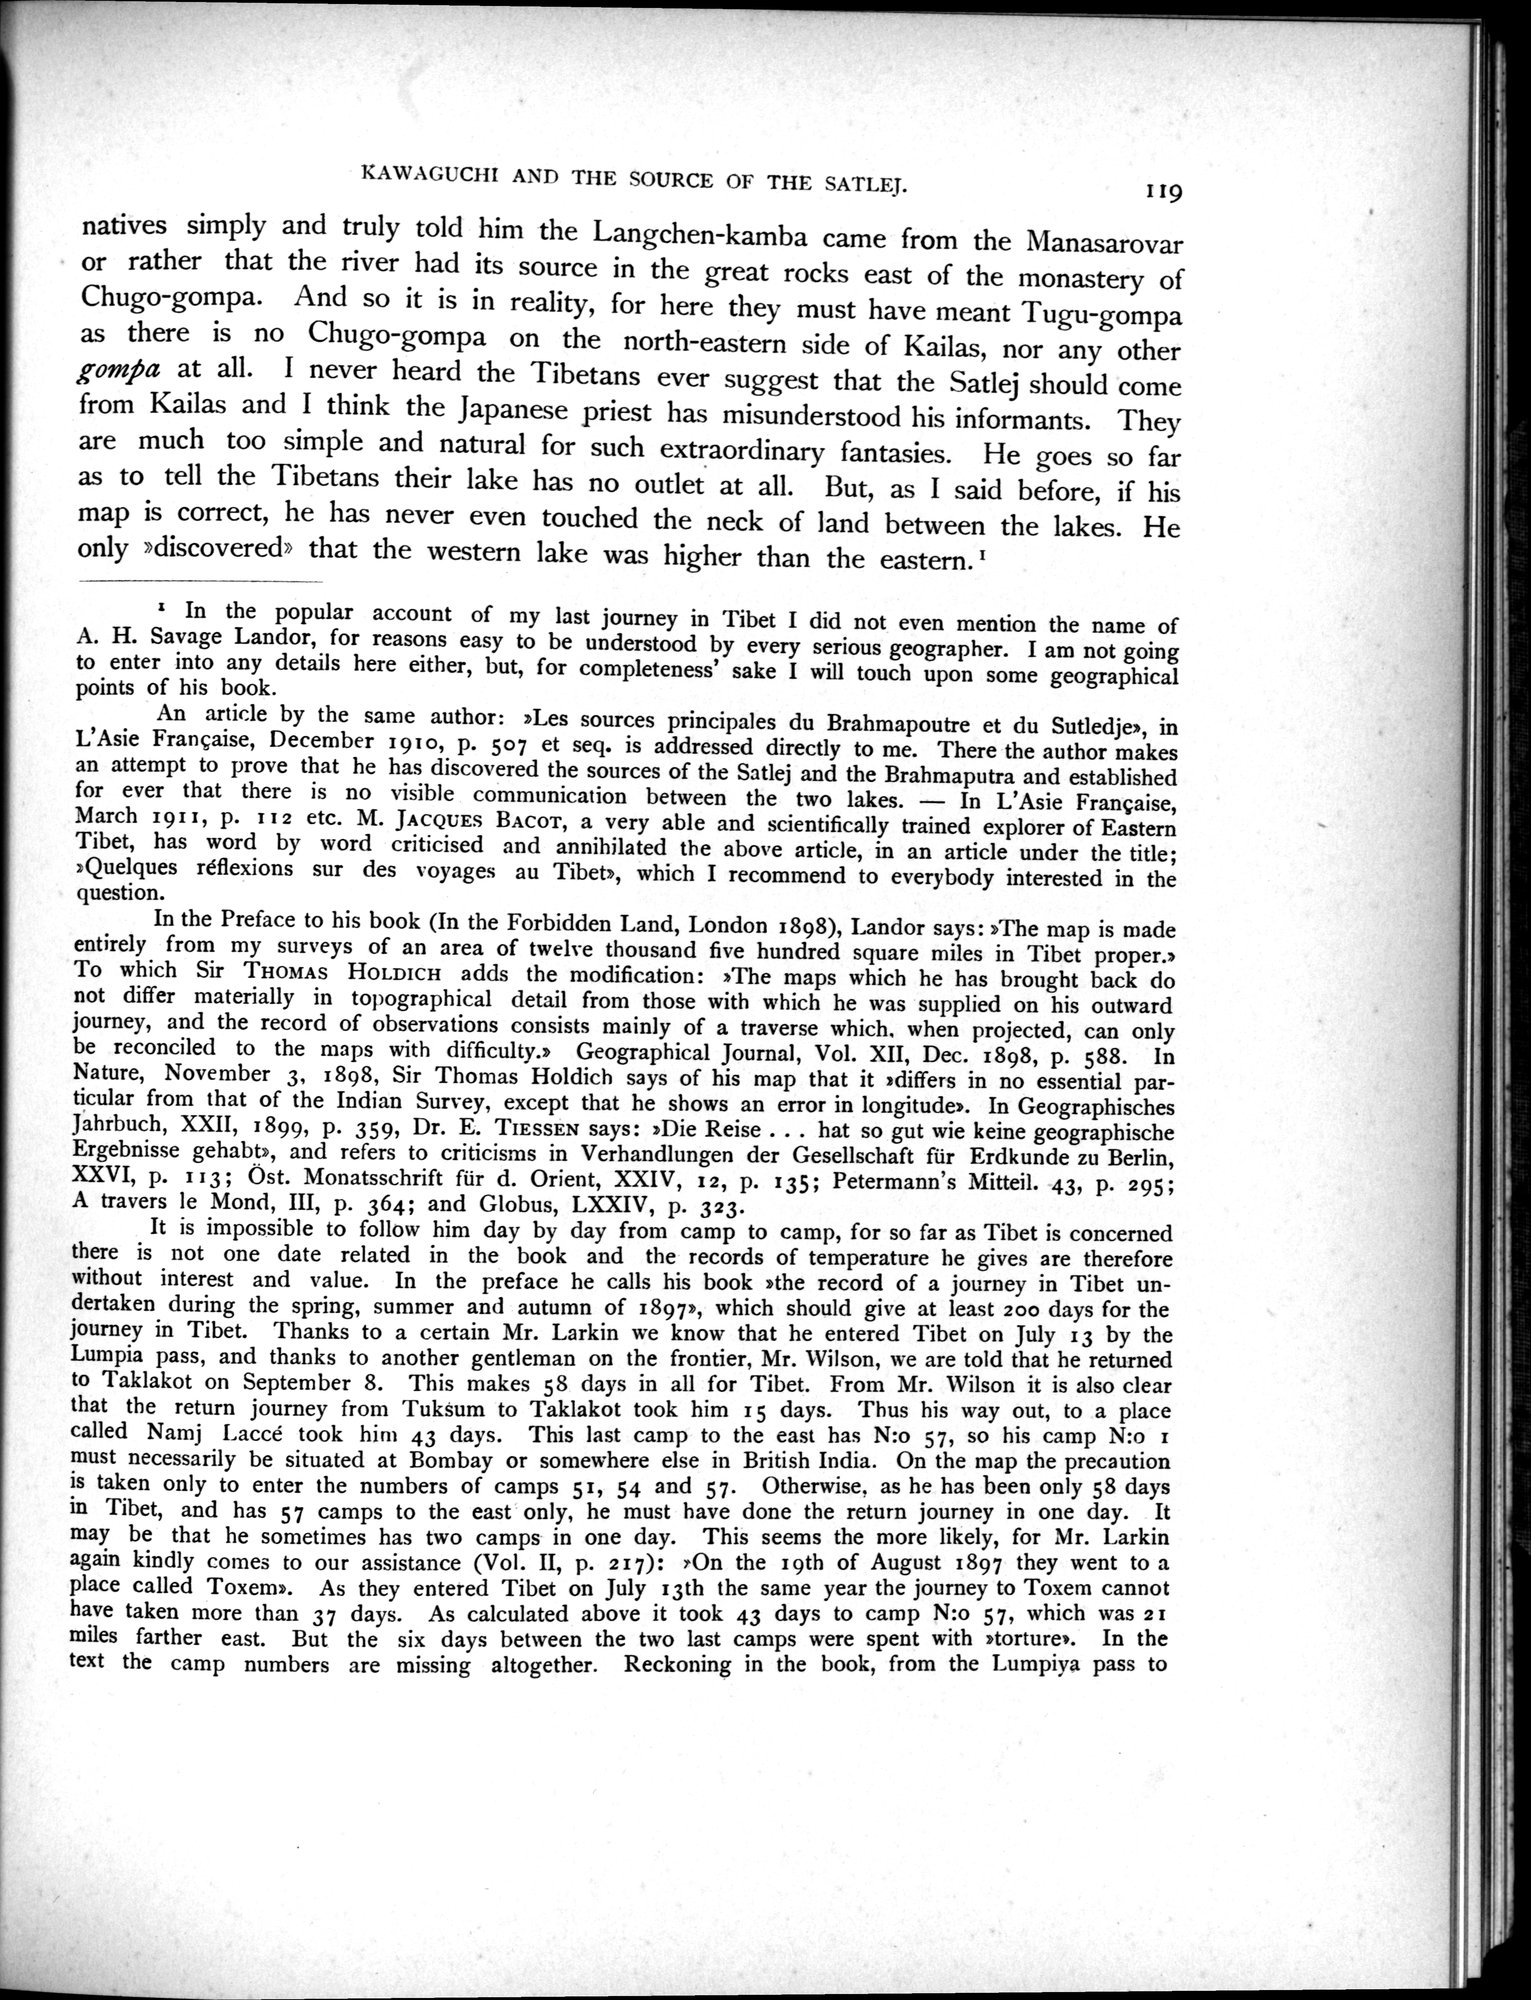 KAWAGUCHI AND THE SOURCE OF THE SATLEJ.
119
natives simply and truly told him the Langchen-kamba came from the Manasarovar
or rather that the river had its source in the great rocks east of the monastery of
Chugo-gompa. And so it is in reality, for here they must have meant Tugu-gompa
as there is no Chugo-gompa on the north-eastern side of Kailas, nor any other
gompa at all. I never heard the Tibetans ever suggest that the Satlej should come
from Kailas and I think the Japanese priest has misunderstood his informants. They
are much too simple and natural for such extraordinary fantasies. He goes so far
as to tell the Tibetans their lake has no outlet at all. But, as I said before, if his
map is correct, he has never even touched the neck of land between the lakes. He
only »discovered» that the western lake was higher than the eastern.¹
¹ In the popular account of my last journey in Tibet I did not even mention the name of
A. H. Savage Landor, for reasons easy to be understood by every serious geographer. I am not going
to enter into any details here either, but, for completeness' sake I will touch upon some geographical
points of his book.
An article by the same author: »Les sources principales du Brahmapoutre et du Sutledje», in
L'Asie Française, December 1910, p. 507 et seq. is addressed directly to me. There the author makes
an attempt to prove that he has discovered the sources of the Satlej and the Brahmaputra and established
for ever that there is no visible communication between the two lakes. — In L'Asie Française,
March 1911, p. 112 etc. M. JACQUES BACOT, a very able and scientifically trained explorer of Eastern
Tibet, has word by word criticised and annihilated the above article, in an article under the title;
»Quelques réflexions sur des voyages au Tibet», which I recommend to everybody interested in the
question.
In the Preface to his book (In the Forbidden Land, London 1898), Landor says: »The map is made
entirely from my surveys of an area of twelve thousand five hundred square miles in Tibet proper.»
To which Sir THOMAS HOLDICH adds the modification: »The maps which he has brought back do
not differ materially in topographical detail from those with which he was supplied on his outward
journey, and the record of observations consists mainly of a traverse which, when projected, can only
be reconciled to the maps with difficulty.» Geographical Journal, Vol. XII, Dec. 1898, p. 588. In
Nature, November 3, 1898, Sir Thomas Holdich says of his map that it »differs in no essential par-
ticular from that of the Indian Survey, except that he shows an error in longitude». In Geographisches
Jahrbuch, XXII, 1899, p. 359, Dr. E. TIESSEN says: »Die Reise . . . hat so gut wie keine geographische
Ergebnisse gehabt», and refers to criticisms in Verhandlungen der Gesellschaft für Erdkunde zu Berlin,
XXVI, p. 113; Öst. Monatsschrift für d. Orient, XXIV, 12, p. 135; Petermann's Mitteil. 43, p. 295;
A travers le Mond, III, p. 364; and Globus, LXXIV, p. 323.
It is impossible to follow him day by day from camp to camp, for so far as Tibet is concerned
there is not one date related in the book and the records of temperature he gives are therefore
without interest and value. In the preface he calls his book »the record of a journey in Tibet un-
dertaken during the spring, summer and autumn of 1897», which should give at least 200 days for the
journey in Tibet. Thanks to a certain Mr. Larkin we know that he entered Tibet on July 13 by the
Lumpia pass, and thanks to another gentleman on the frontier, Mr. Wilson, we are told that he returned
to Taklakot on September 8. This makes 58 days in all for Tibet. From Mr. Wilson it is also clear
that the return journey from Tuksum to Taklakot took him 15 days. Thus his way out, to a place
called Namj Laccé took him 43 days. This last camp to the east has N:o 57, so his camp N:o 1
must necessarily be situated at Bombay or somewhere else in British India. On the map the precaution
is taken only to enter the numbers of camps 51, 54 and 57. Otherwise, as he has been only 58 days
in Tibet, and has 57 camps to the east only, he must have done the return journey in one day. It
may be that he sometimes has two camps in one day. This seems the more likely, for Mr. Larkin
again kindly comes to our assistance (Vol. II, p. 217): »On the 19th of August 1897 they went to a
place called Toxem». As they entered Tibet on July 13th the same year the journey to Toxem cannot
have taken more than 37 days. As calculated above it took 43 days to camp N:o 57, which was 21
miles farther east. But the six days between the two last camps were spent with »torture». In the
text the camp numbers are missing altogether. Reckoning in the book, from the Lumpiya pass to